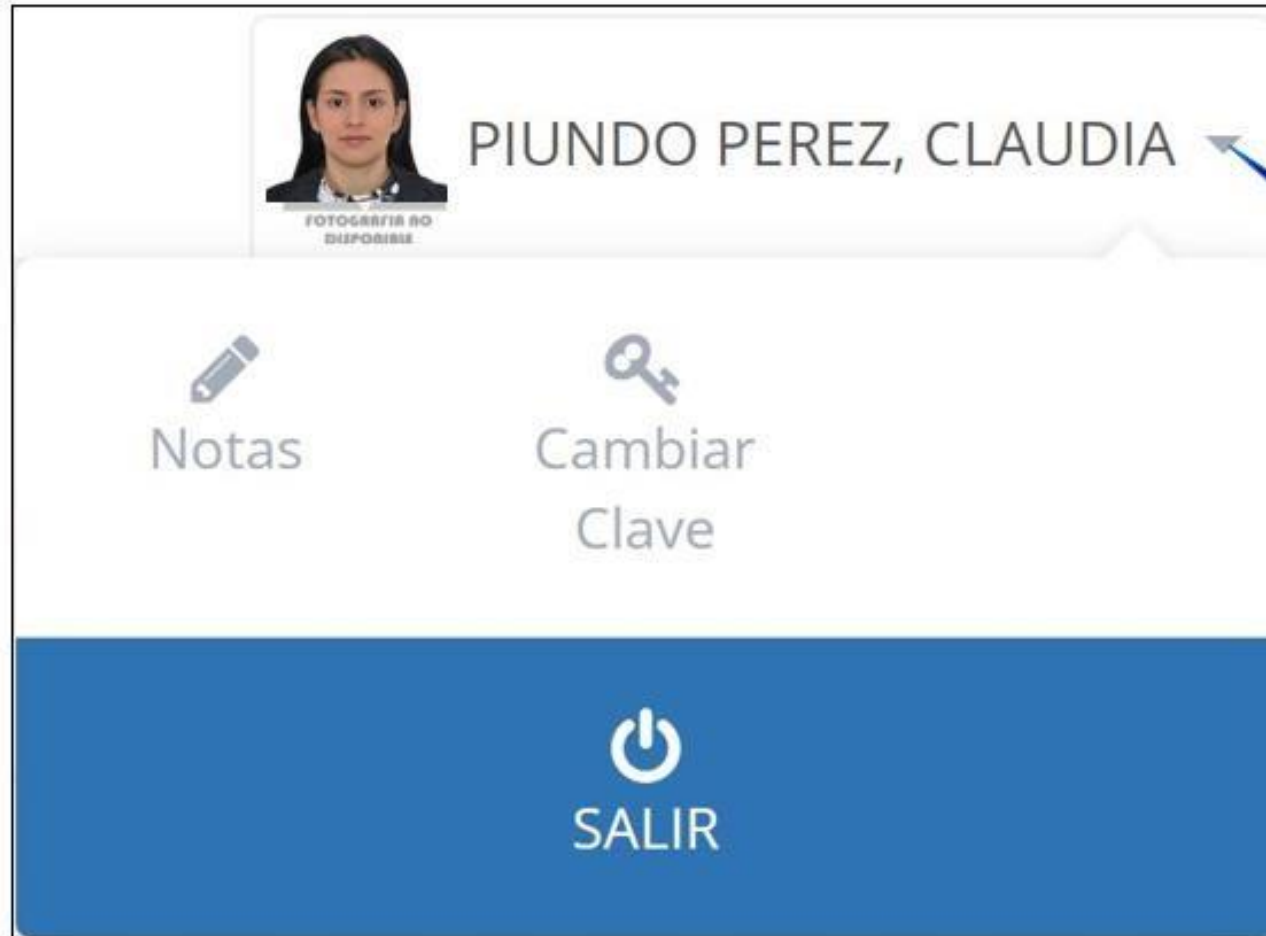 PIUNDO PEREZ, CLAUDIA
FOTOGRAFIA NO
DISPONIBLE
Notas
Cambiar
Clave
SALIR